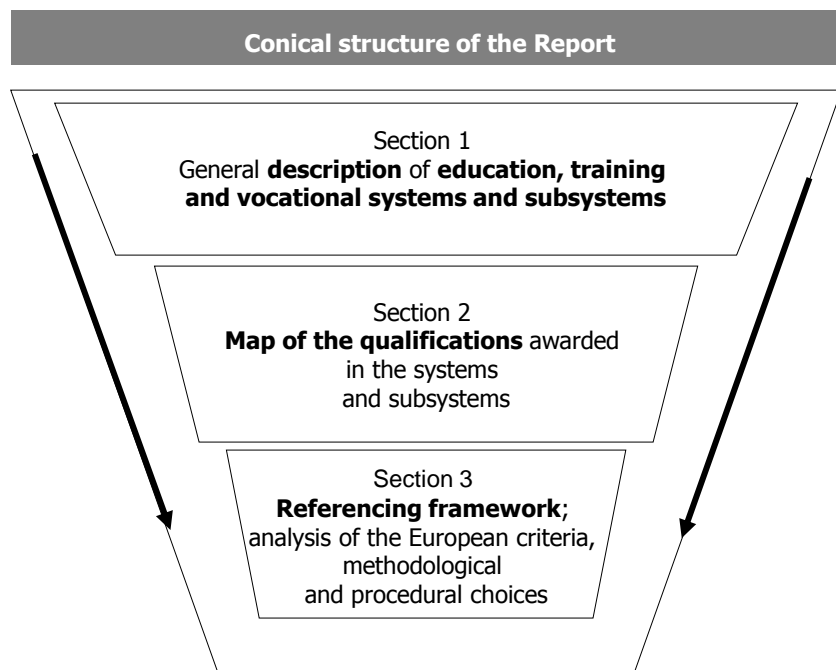 Conical structure of the Report
Section 1
General description of education, training
and vocational systems and subsystems
Section 2
Map of the qualifications awarded
in the systems
and subsystems
Section 3
Referencing framework;
analysis of the European criteria,
methodological
and procedural choices